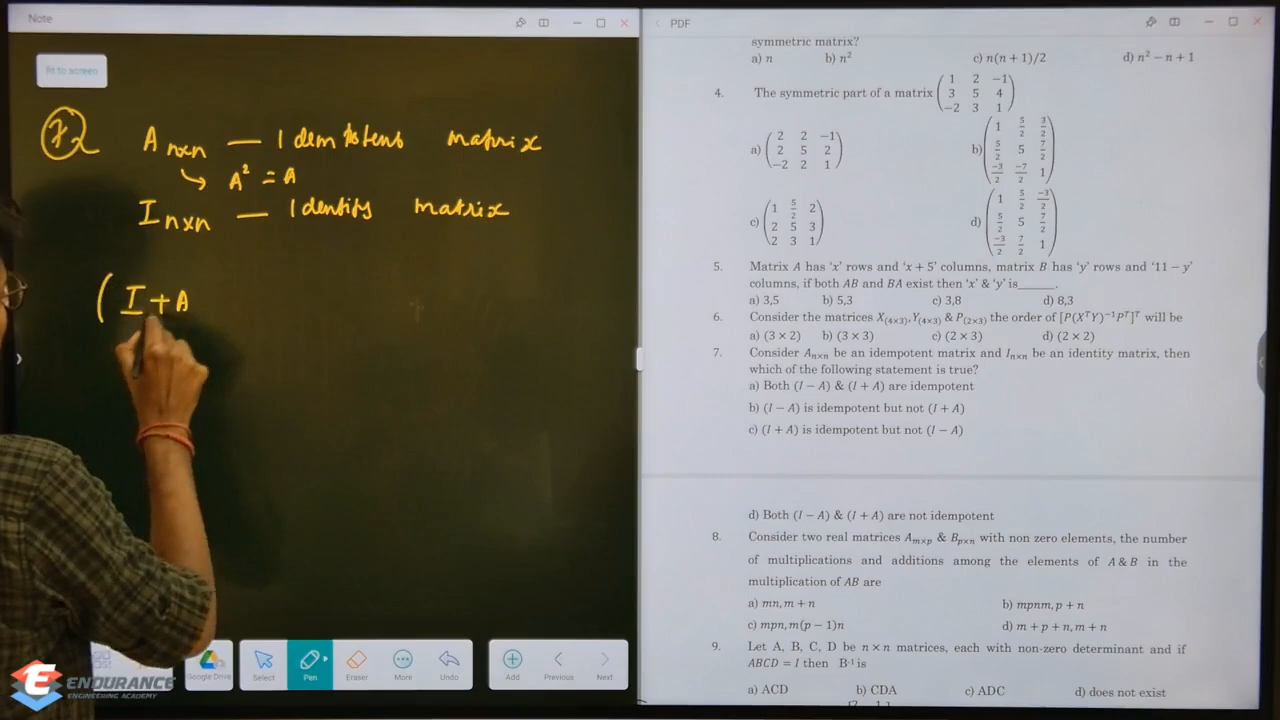 Note
Fit to screen
72
A n×n — Idempotent matrix
↳ A² = A
I n×n — Identity matrix
( I + A
Google Drive
Select
Pen
Eraser
More
Undo
Add
Previous
Next
ENDURANCE
ENGINEERING ACADEMY
PDF
symmetric matrix?
a) n b) n² c) n(n + 1)/2 d) n² − n + 1
4. The symmetric part of a matrix (1 2 −1
3 5 4
−2 3 1)
a) (2 2 −1
2 5 2
−2 2 1)
b) (1 5/2 3/2
5/2 5 7/2
−3/2 −7/2 1)
c) (1 5/2 2
2 5 3
2 3 1)
d) (1 5/2 −3/2
5/2 5 7/2
−3/2 7/2 1)
5. Matrix A has 'x' rows and 'x + 5' columns, matrix B has 'y' rows and '11 − y'
columns, if both AB and BA exist then 'x' & 'y' is______.
a) 3,5 b) 5,3 c) 3,8 d) 8,3
6. Consider the matrices X(4×3), Y(4×3) & P(2×3) the order of [P(XᵀY)⁻¹Pᵀ]ᵀ will be
a) (3 × 2) b) (3 × 3) c) (2 × 3) d) (2 × 2)
7. Consider An×n be an idempotent matrix and In×n be an identity matrix, then
which of the following statement is true?
a) Both (I − A) & (I + A) are idempotent
b) (I − A) is idempotent but not (I + A)
c) (I + A) is idempotent but not (I − A)
d) Both (I − A) & (I + A) are not idempotent
8. Consider two real matrices Am×p & Bp×n with non zero elements, the number
of multiplications and additions among the elements of A & B in the
multiplication of AB are
a) mn, m + n b) mpnm, p + n
c) mpn, m(p − 1)n d) m + p + n, m + n
9. Let A, B, C, D be n × n matrices, each with non-zero determinant and if
ABCD = I then B⁻¹ is
a) ACD b) CDA c) ADC d) does not exist